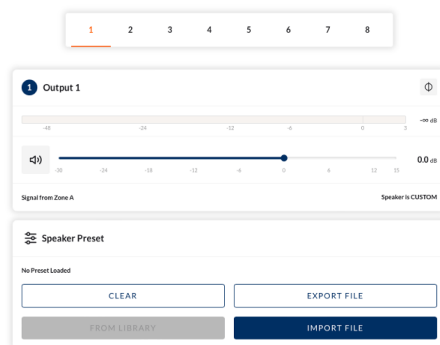 1 2 3 4 5 6 7 8
1 Output 1
-∞ dB
-48 -24 -12 -6 0 3
0.0 dB
-28 -24 -18 -12 -6 0 6 12 15
Signal from Zone A Speaker is CUSTOM
Speaker Preset
No Preset Loaded
CLEAR EXPORT FILE
FROM LIBRARY IMPORT FILE